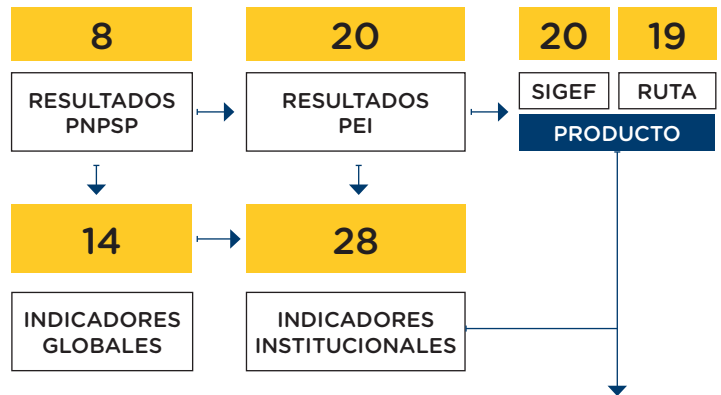 8
20
20
19
RESULTADOS
PNPSP
RESULTADOS
PEI
SIGEF
RUTA
PRODUCTO
14
28
INDICADORES
GLOBALES
INDICADORES
INSTITUCIONALES